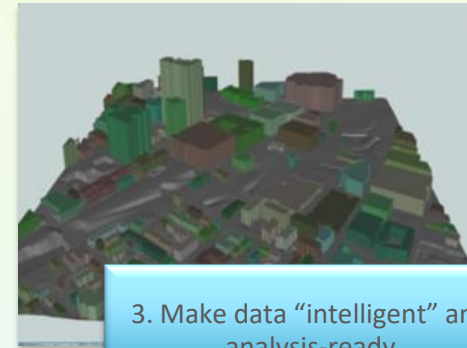 3. Make data “intelligent” an
analysis-ready